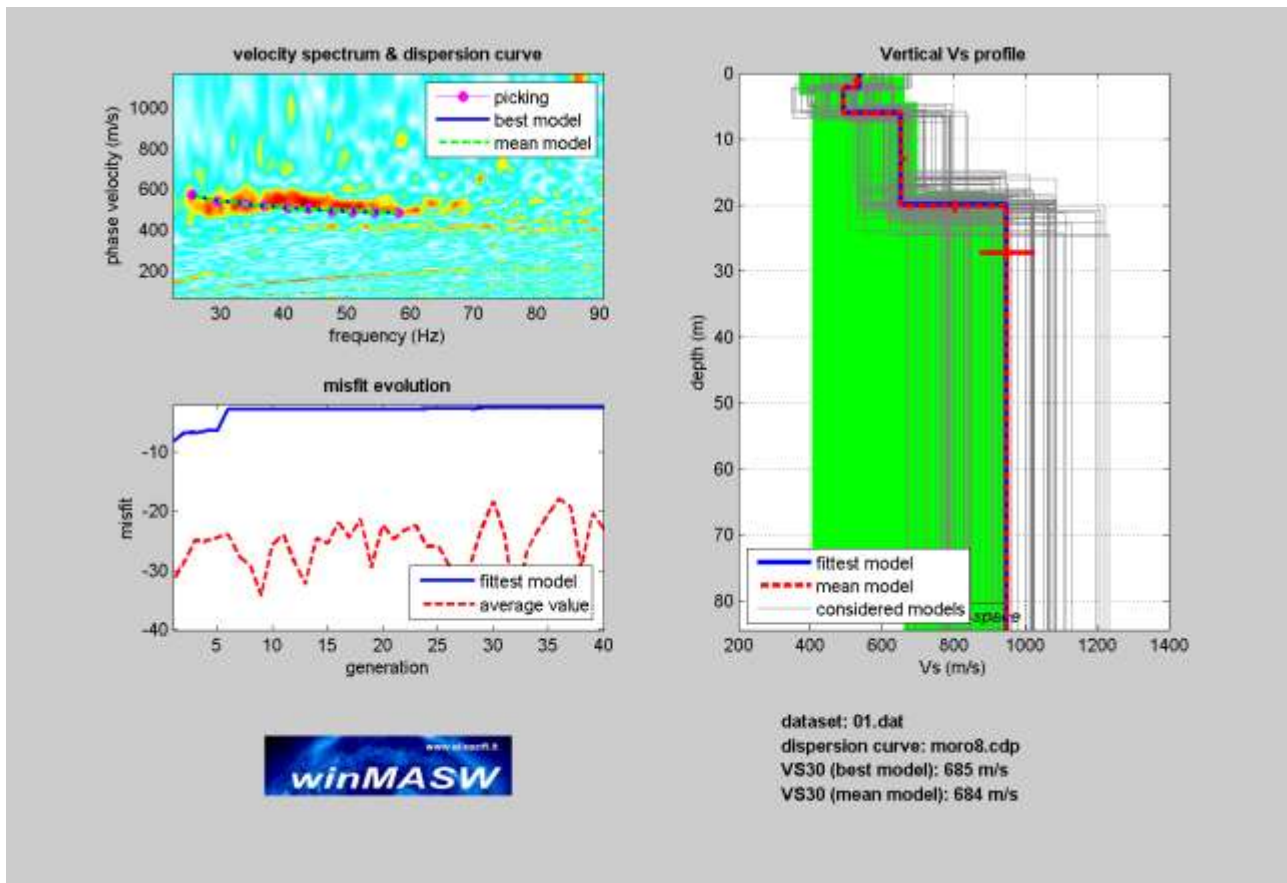 velocity spectrum & dispersion curve
1000
800
600
400
200
phase velocity (m/s)
picking
best model
mean model
30 40 50 60 70 80 90
frequency (Hz)
misfit evolution
-10
-20
-30
-40
misfit
fittest model
average value
5 10 15 20 25 30 35 40
generation
Vertical Vs profile
0
10
20
30
40
50
60
70
80
depth (m)
fittest model
mean model
considered models
space
200 400 600 800 1000 1200 1400
Vs (m/s)
www.eliosoft.it
winMASW
dataset: 01.dat
dispersion curve: moro8.cdp
VS30 (best model): 685 m/s
VS30 (mean model): 684 m/s